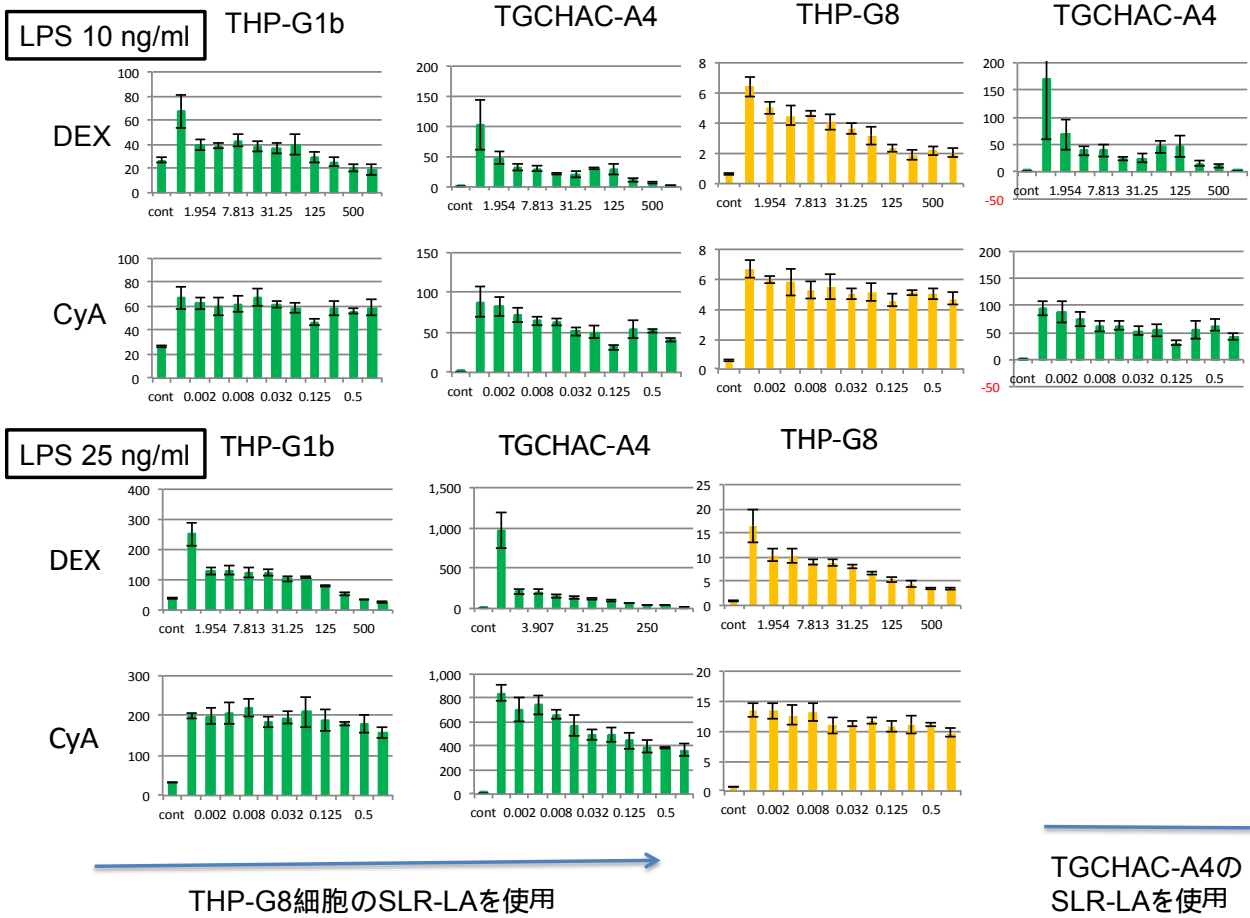 LPS 10 ng/ml
THP-G1b
TGCHAC-A4
THP-G8
TGCHAC-A4
DEX
100
80
60
40
20
0
cont 1.954 7.813 31.25 125 500
200
150
100
50
0
cont 1.954 7.813 31.25 125 500
8
6
4
2
0
cont 1.954 7.813 31.25 125 500
200
150
100
50
0
-50
cont 1.954 7.813 31.25 125 500
CyA
100
80
60
40
20
0
cont 0.002 0.008 0.032 0.125 0.5
150
100
50
0
cont 0.002 0.008 0.032 0.125 0.5
8
6
4
2
0
cont 0.002 0.008 0.032 0.125 0.5
200
150
100
50
0
-50
cont 0.002 0.008 0.032 0.125 0.5
LPS 25 ng/ml
THP-G1b
TGCHAC-A4
THP-G8
DEX
400
300
200
100
0
cont 1.954 7.813 31.25 125 500
1,500
1,000
500
0
cont 3.907 31.25 250
25
20
15
10
5
0
cont 1.954 7.813 31.25 125 500
CyA
300
200
100
0
cont 0.002 0.008 0.032 0.125 0.5
1,000
800
600
400
200
0
cont 0.002 0.008 0.032 0.125 0.5
20
15
10
5
0
cont 0.002 0.008 0.032 0.125 0.5
THP-G8細胞のSLR-LAを使用
TGCHAC-A4の
SLR-LAを使用